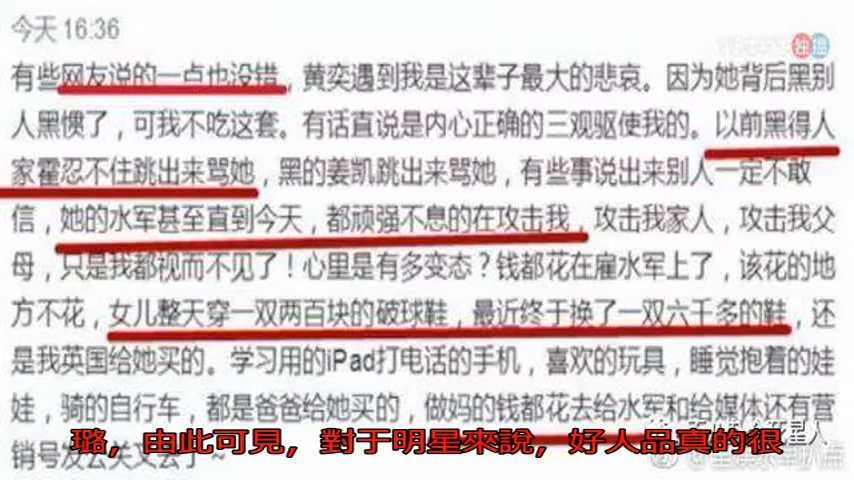 今天 16:36
独播
有些网友说的一点也没错，黄奕遇到我是这辈子最大的悲哀。因为她背后黑别
人黑惯了，可我不吃这套。有话直说是内心正确的三观驱使我的。以前黑得人
家霍忍不住跳出来骂她，黑的姜凯跳出来骂她，有些事说出来别人一定不敢
信，她的水军甚至直到今天，都顽强不息的在攻击我，攻击我家人，攻击我父
母，只是我都视而不见了！心里是有多变态？钱都花在雇水军上了，该花的地
方不花，女儿整天穿一双两百块的破球鞋，最近终于换了一双六千多的鞋，还
是我英国给她买的。学习用的iPad打电话的手机，喜欢的玩具，睡觉抱着的娃
娃，骑的自行车，都是爸爸给她买的，做妈的钱都花去给水军和给媒体还有营
销号发公关文去了~
璐，由此可見，對于明星來說，好人品真的很